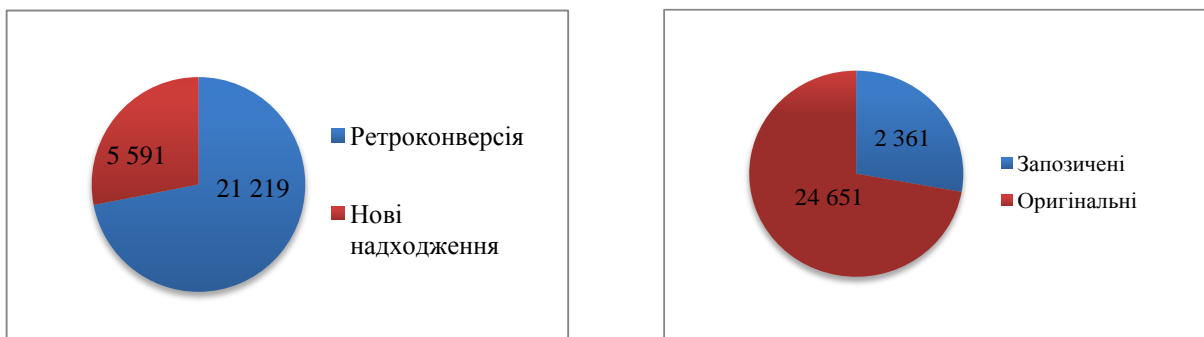 5 591
21 219
Ретроконверсія
Нові
надходження
2 361
24 651
Запозичені
Оригінальні